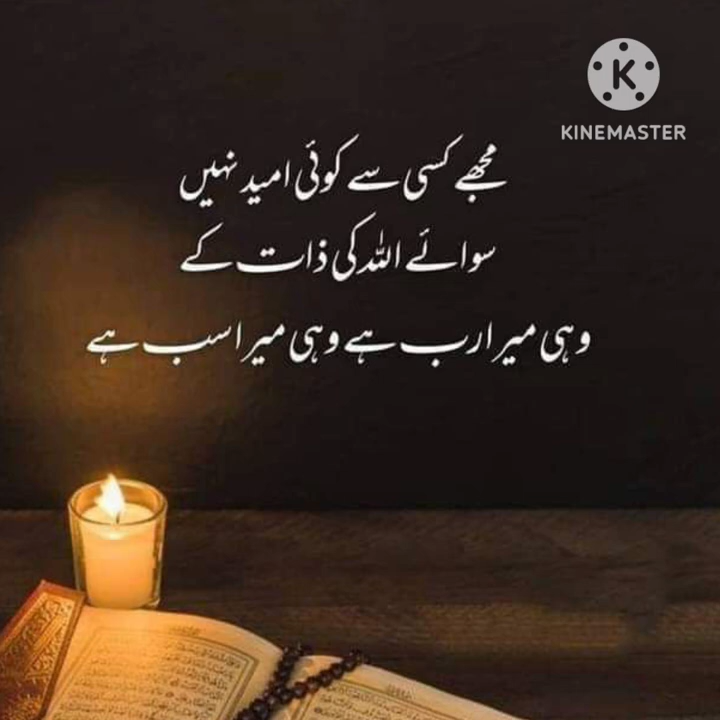 KINEMASTER
مجھے کسی سے کوئی امید نہیں
سوائے اللہ کی ذات کے
وہی میرا رب ہے وہی میرا سب ہے